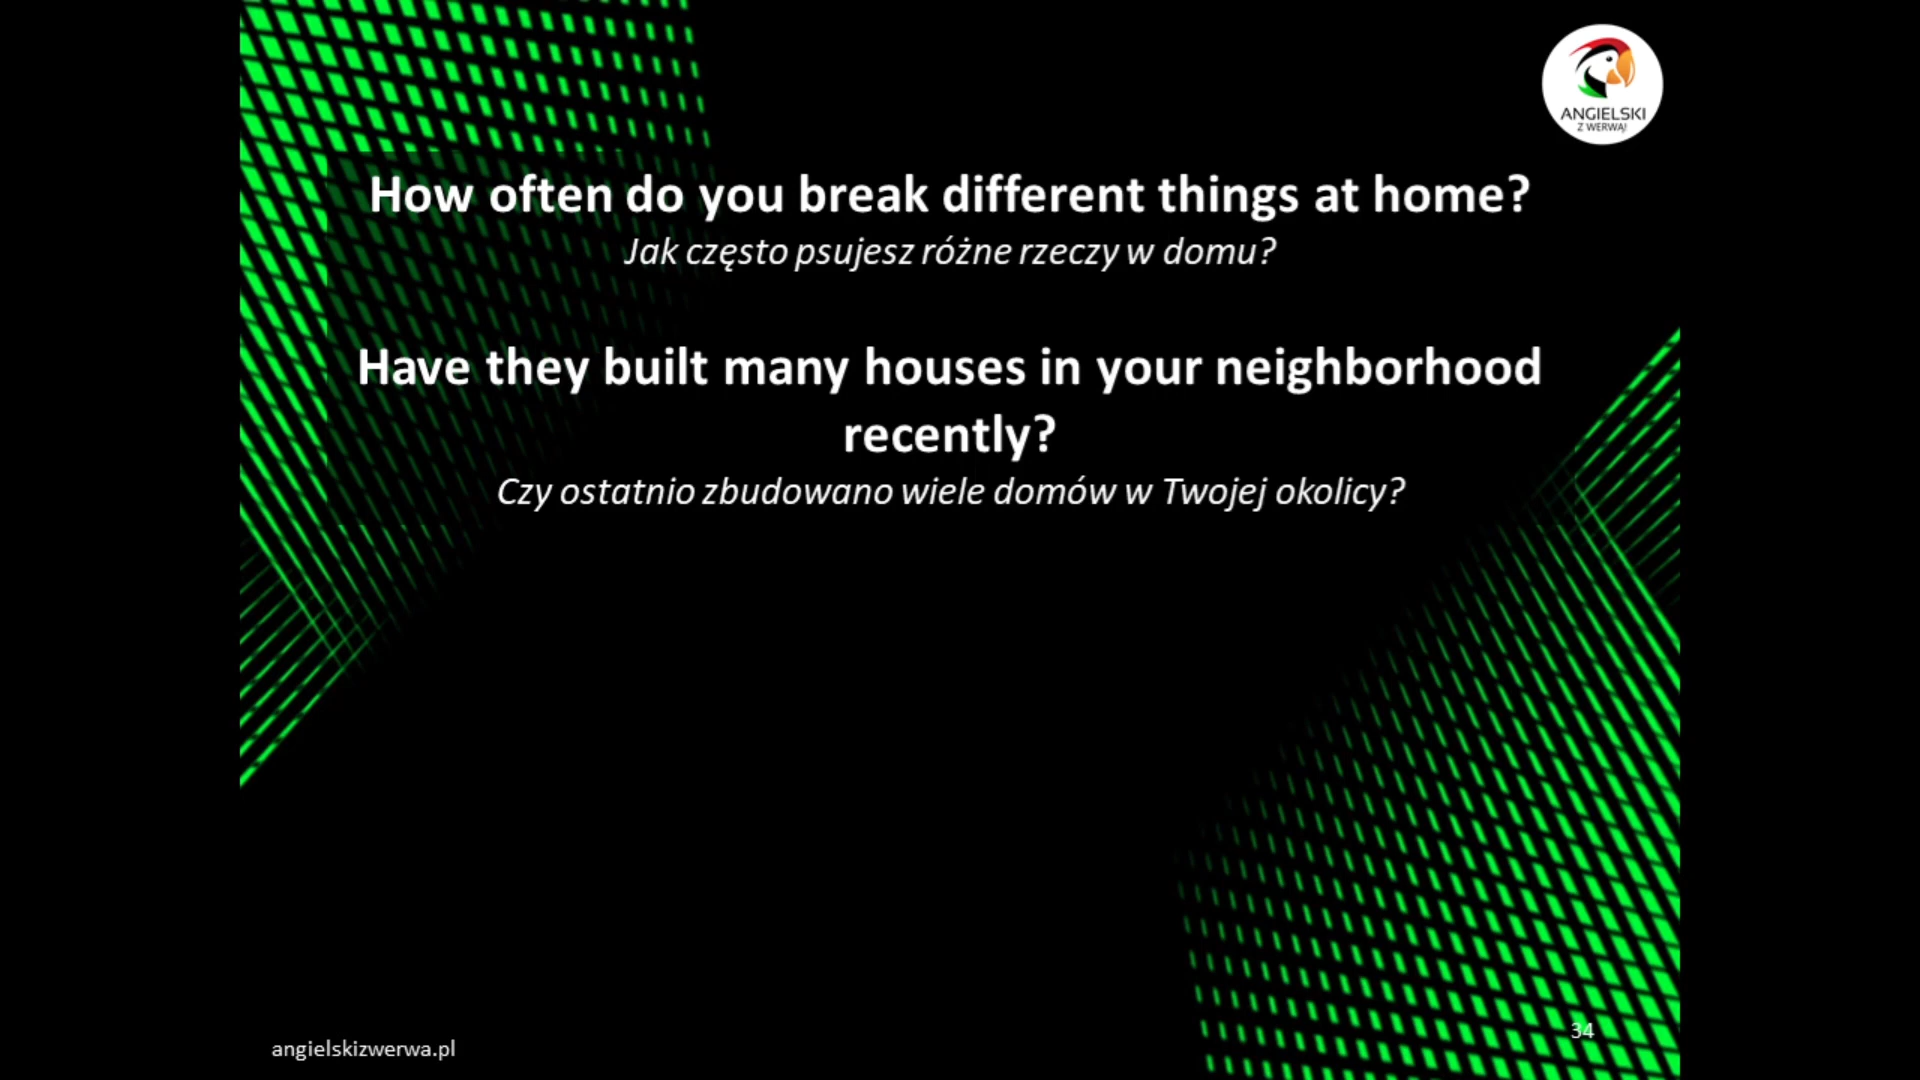 ANGIELSKI
Z WERWĄ!
How often do you break different things at home?
Jak często psujesz różne rzeczy w domu?
Have they built many houses in your neighborhood
recently?
Czy ostatnio zbudowano wiele domów w Twojej okolicy?
34
angielskizwerwa.pl